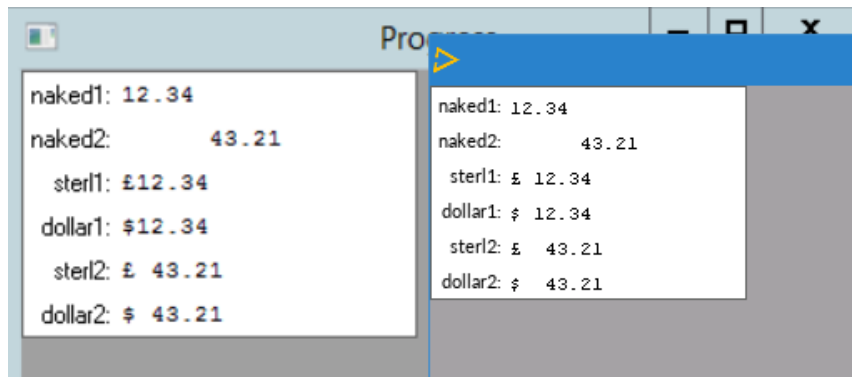 Progress
naked1: 12.34
naked2: 43.21
sterl1: £12.34
dollar1: $12.34
sterl2: £ 43.21
dollar2: $ 43.21
naked1: 12.34
naked2: 43.21
sterl1: £ 12.34
dollar1: $ 12.34
sterl2: £ 43.21
dollar2: $ 43.21